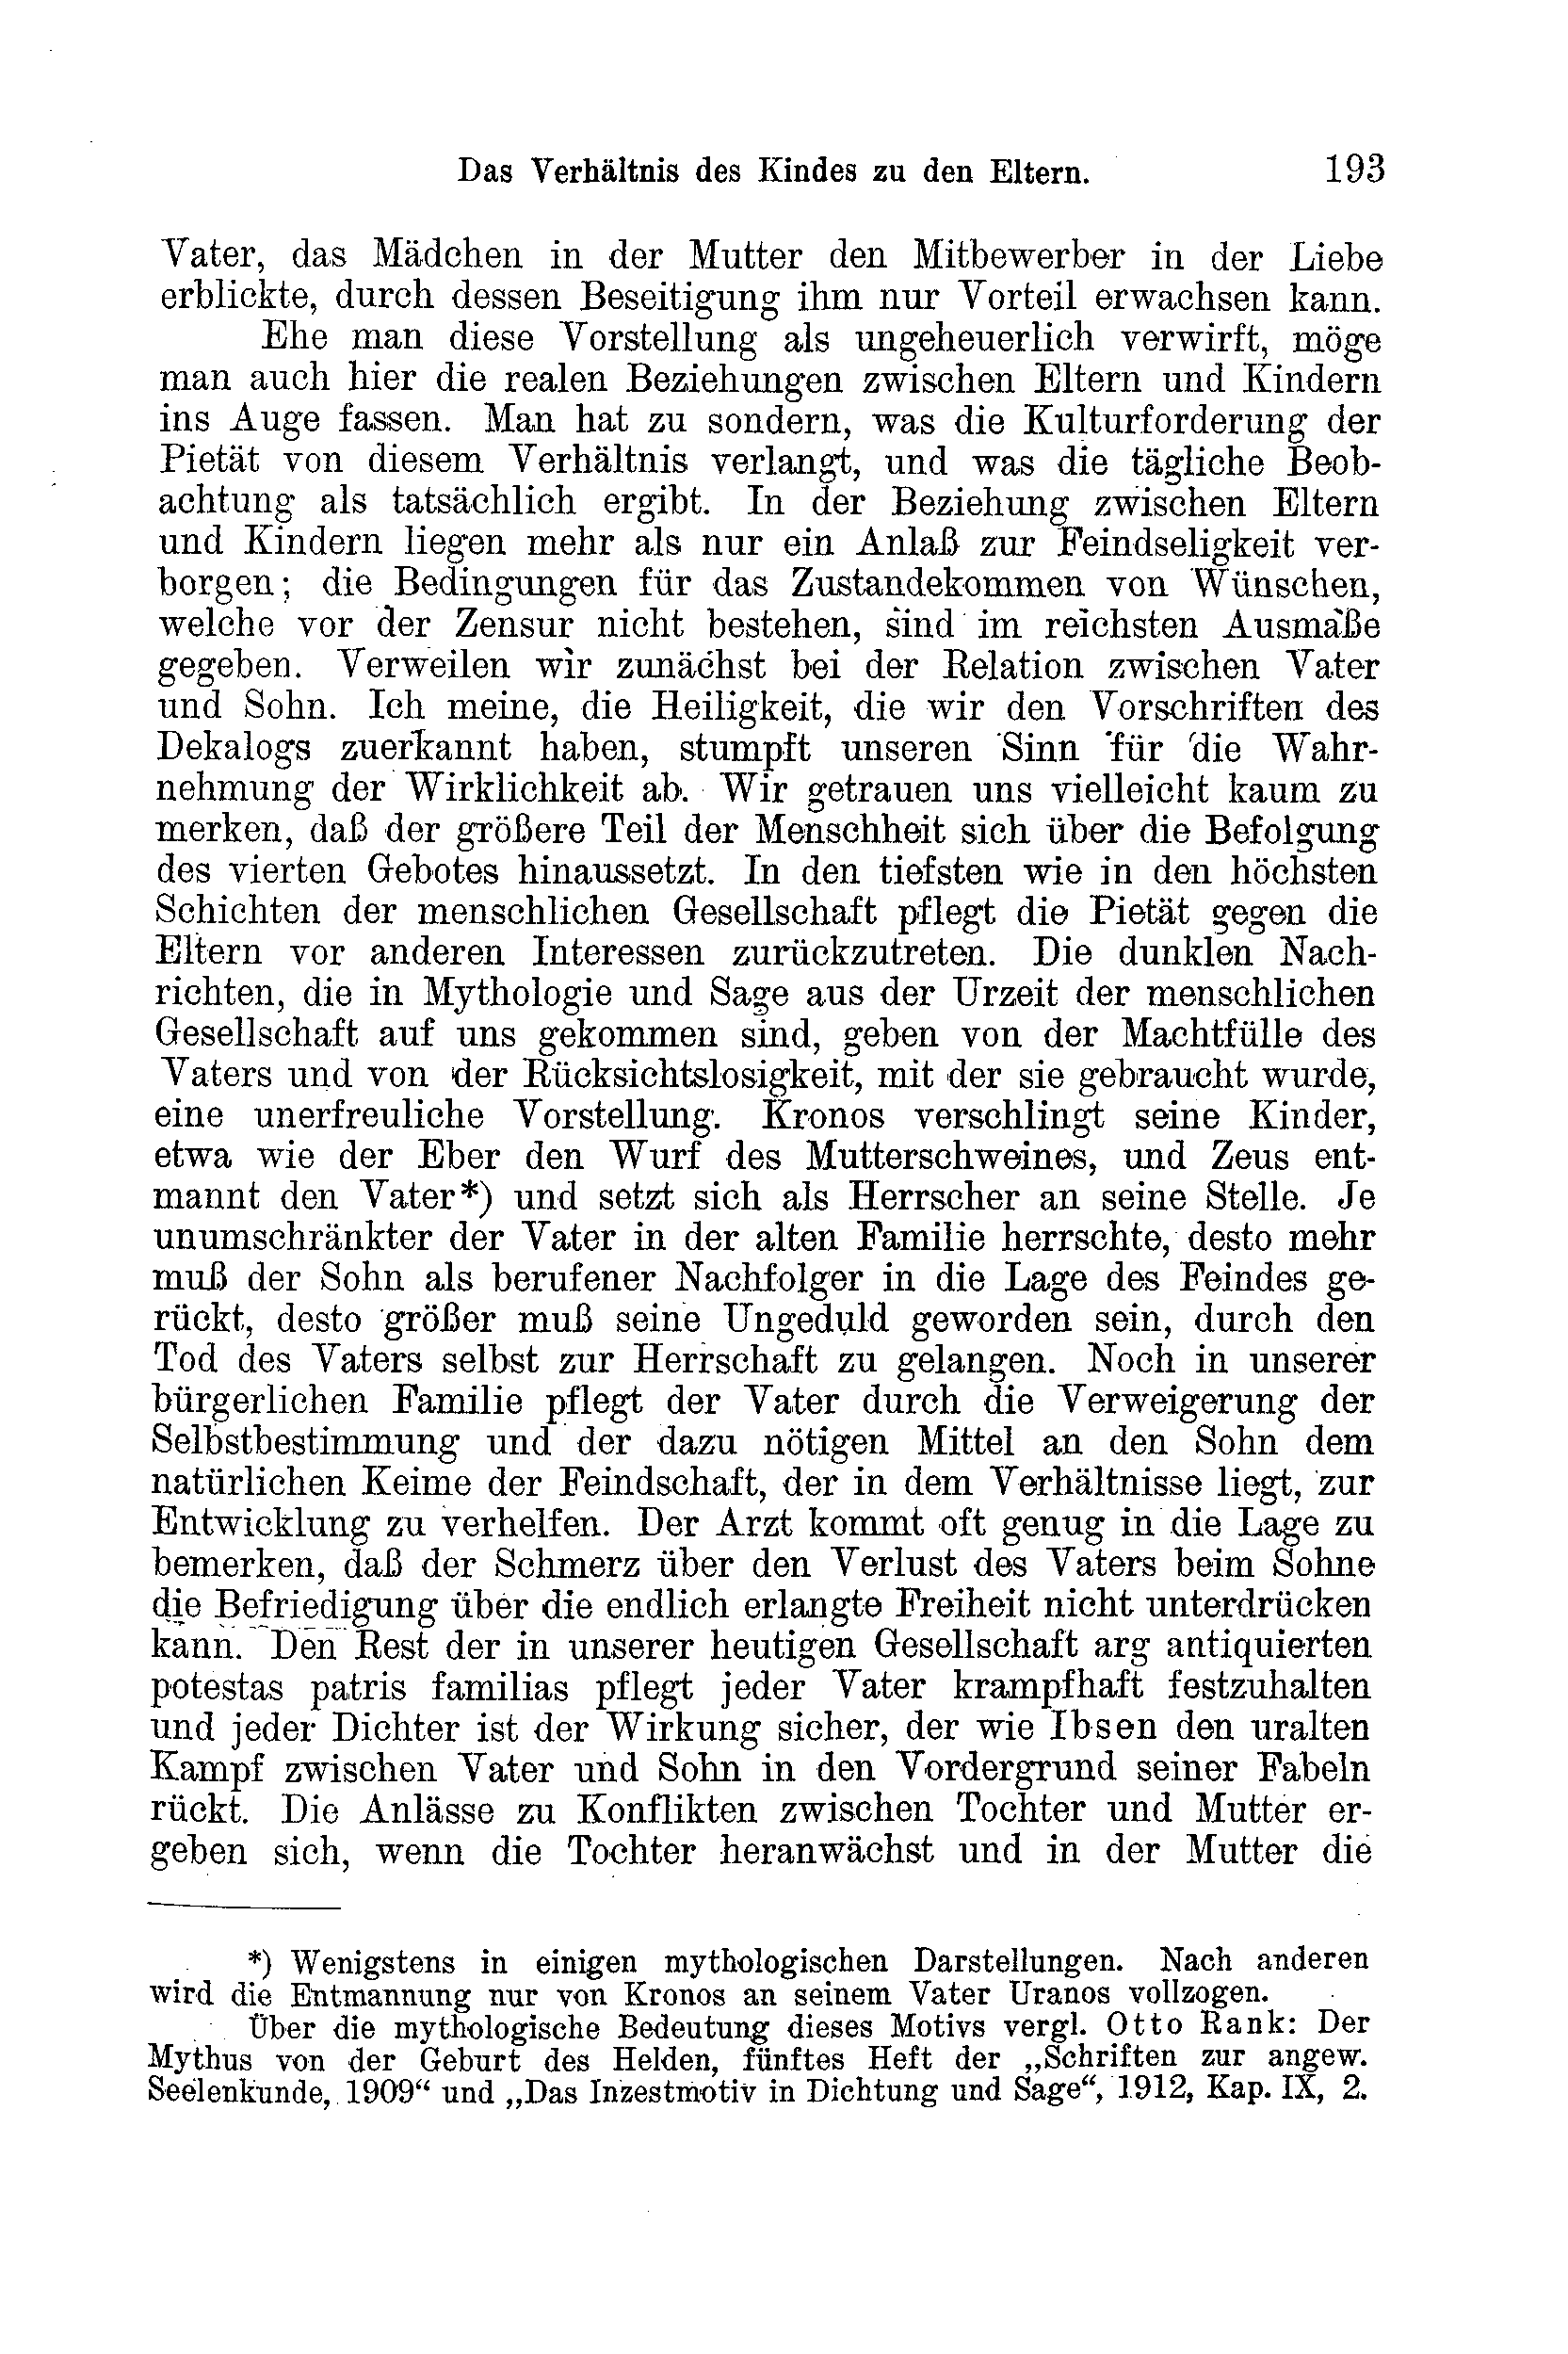 Das Verhältnis des Kindes zu den Eltern. 193
Vater, das Mädchen in der Mutter den Mitbewerber in der Liebe
erblickte, durch dessen Beseitigung ihm nur Vorteil erwachsen kann.
Ehe man diese Vorstellung als ungeheuerlich verwirft, möge
man auch hier die realen Beziehungen zwischen Eltern und Kindern
ins Auge fassen. Man hat zu sondern, was die Kulturforderung der
Pietät von diesem Verhältnis verlangt, und was die tägliche Beob-
achtung als tatsächlich ergibt. In der Beziehung zwischen Eltern
und Kindern liegen mehr als nur ein Anlaß zur Feindseligkeit ver-
borgen; die Bedingungen für das Zustandekommen von Wünschen,
welche vor der Zensur nicht bestehen, sind im reichsten Ausmaße
gegeben. Verweilen wir zunächst bei der Relation zwischen Vater
und Sohn. Ich meine, die Heiligkeit, die wir den Vorschriften des
Dekalogs zuerkannt haben, stumpft unseren Sinn für die Wahr-
nehmung der Wirklichkeit ab. Wir getrauen uns vielleicht kaum zu
merken, daß der größere Teil der Menschheit sich über die Befolgung
des vierten Gebotes hinaussetzt. In den tiefsten wie in den höchsten
Schichten der menschlichen Gesellschaft pflegt die Pietät gegen die
Eltern vor anderen Interessen zurückzutreten. Die dunklen Nach-
richten, die in Mythologie und Sage aus der Urzeit der menschlichen
Gesellschaft auf uns gekommen sind, geben von der Machtfülle des
Vaters und von der Rücksichtslosigkeit, mit der sie gebraucht wurde,
eine unerfreuliche Vorstellung. Kronos verschlingt seine Kinder,
etwa wie der Eber den Wurf des Mutterschweines, und Zeus ent-
mannt den Vater*) und setzt sich als Herrscher an seine Stelle. Je
unumschränkter der Vater in der alten Familie herrschte, desto mehr
muß der Sohn als berufener Nachfolger in die Lage des Feindes ge-
rückt, desto größer muß seine Ungeduld geworden sein, durch den
Tod des Vaters selbst zur Herrschaft zu gelangen. Noch in unserer
bürgerlichen Familie pflegt der Vater durch die Verweigerung der
Selbstbestimmung und der dazu nötigen Mittel an den Sohn dem
natürlichen Keime der Feindschaft, der in dem Verhältnisse liegt, zur
Entwicklung zu verhelfen. Der Arzt kommt oft genug in die Lage zu
bemerken, daß der Schmerz über den Verlust des Vaters beim Sohne
die Befriedigung über die endlich erlangte Freiheit nicht unterdrücken
kann. Den Rest der in unserer heutigen Gesellschaft arg antiquierten
potestas patris familias pflegt jeder Vater krampfhaft festzuhalten
und jeder Dichter ist der Wirkung sicher, der wie Ibsen den uralten
Kampf zwischen Vater und Sohn in den Vordergrund seiner Fabeln
rückt. Die Anlässe zu Konflikten zwischen Tochter und Mutter er-
geben sich, wenn die Tochter heranwächst und in der Mutter die
*) Wenigstens in einigen mythologischen Darstellungen. Nach anderen
wird die Entmannung nur von Kronos an seinem Vater Uranos vollzogen.
Über die mythologische Bedeutung dieses Motivs vergl. Otto Rank: Der
Mythus von der Geburt des Helden, fünftes Heft der „Schriften zur angew.
Seelenkunde, 1909“ und „Das Inzestmotiv in Dichtung und Sage“, 1912, Kap. IX, 2.